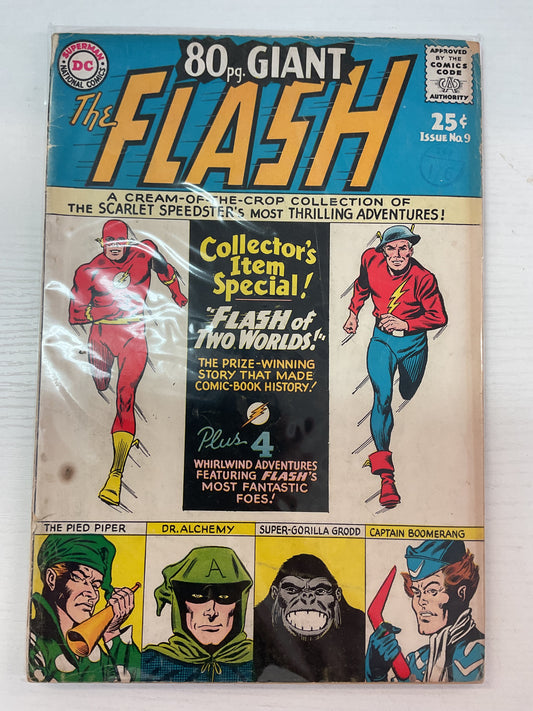 SUPERMAN
DC
NATIONAL COMICS
80pg. GIANT
APPROVED
BY THE
COMICS
CODE
AUTHORITY
The FLASH
25¢
ISSUE No.9
A CREAM-OF-THE-CROP COLLECTION OF
THE SCARLET SPEEDSTER'S MOST THRILLING ADVENTURES!
Collector's
Item
Special!
"FLASH of
TWO WORLDS!"
THE PRIZE-WINNING
STORY THAT MADE
COMIC-BOOK HISTORY!
Plus 4
WHIRLWIND ADVENTURES
FEATURING FLASH'S
MOST FANTASTIC
FOES!
THE PIED PIPER
DR. ALCHEMY
SUPER-GORILLA GRODD
CAPTAIN BOOMERANG
A